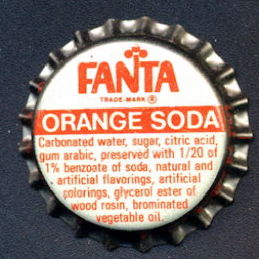 FANTA
TRADE-MARK ®
ORANGE SODA
Carbonated water, sugar, citric acid,
gum arabic, preserved with 1/20 of
1% benzoate of soda, natural and
artificial flavorings, artificial
colorings, glycerol ester of
wood rosin, brominated
vegetable oil.